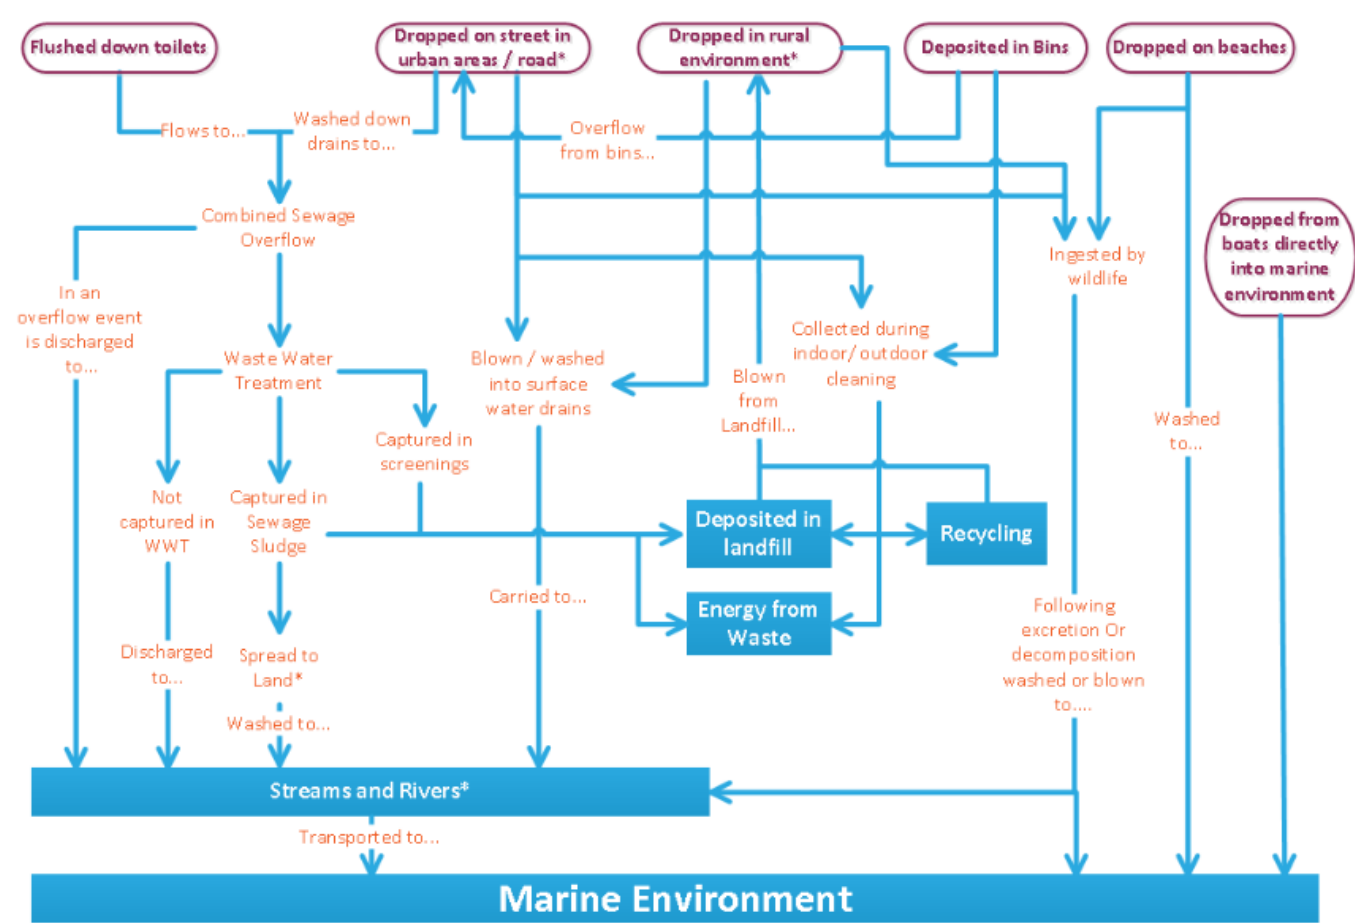 Flushed down toilets
Dropped on street in
urban areas / road*
Dropped in rural
environment*
Deposited in Bins
Dropped on beaches
Flows to...
Washed down
drains to...
Overflow
from bins...
Combined Sewage
Overflow
Dropped from
boats directly
into marine
environment
Ingested by
wildlife
In an
overflow event
is discharged
to...
Waste Water
Treatment
Blown / washed
into surface
water drains
Collected during
indoor/ outdoor
cleaning
Blown
from
Landfill...
Washed
to...
Captured in
screenings
Not
captured in
WWT
Captured in
Sewage
Sludge
Deposited in
landfill
Recycling
Energy from
Waste
Carried to...
Following
excretion Or
decomposition
washed or blown
to....
Discharged
to...
Spread to
Land*
Washed to...
Streams and Rivers*
Transported to...
Marine Environment